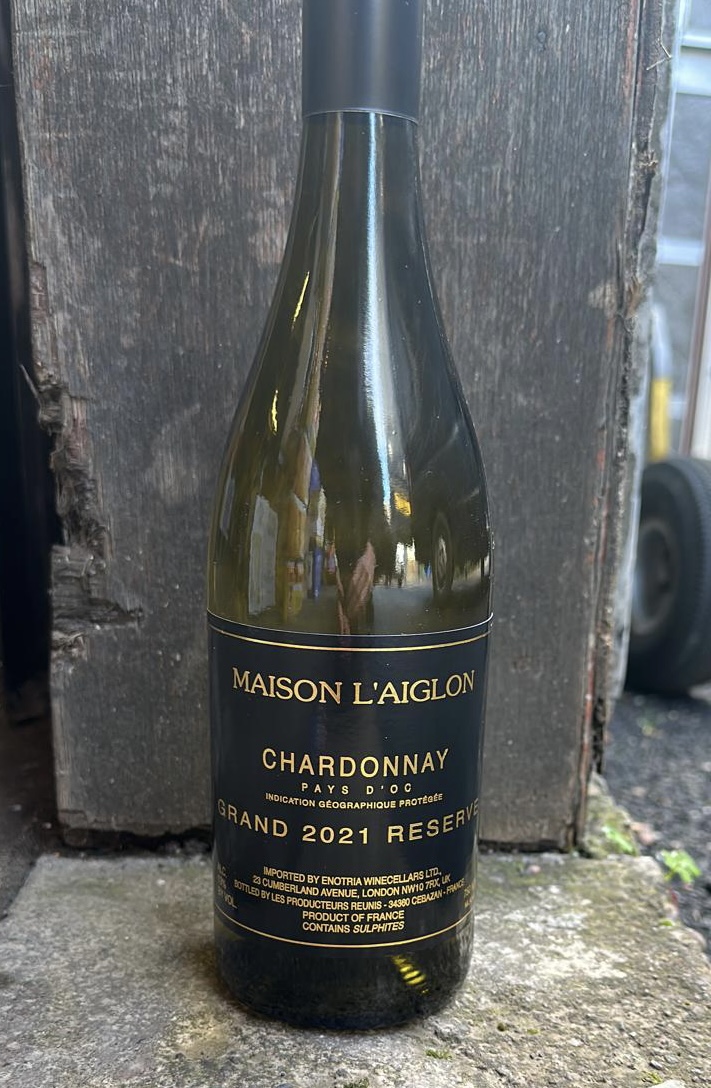 MAISON L'AIGLON
CHARDONNAY
PAYS D'OC
INDICATION GÉOGRAPHIQUE PROTÉGÉE
GRAND 2021 RESERVE
IMPORTED BY ENOTRIA WINECELLARS LTD.,
23 CUMBERLAND AVENUE, LONDON NW10 7RX, UK
BOTTLED BY LES PRODUCTEURS REUNIS - 34360 CEBAZAN - FRANCE
PRODUCT OF FRANCE
CONTAINS SULPHITES
VOL.